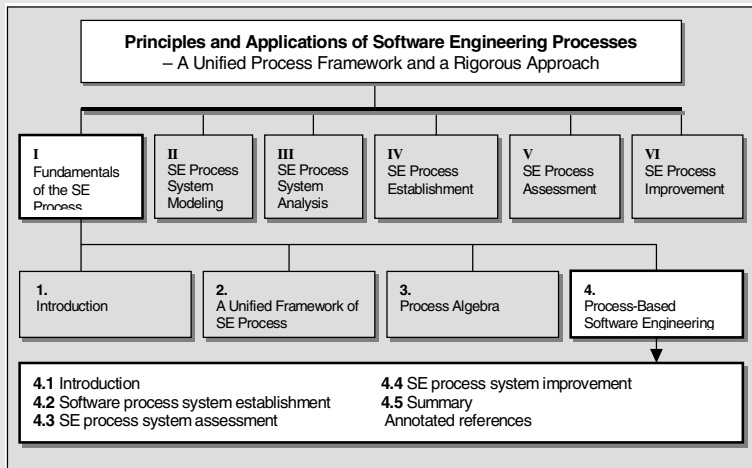 Principles and Applications of Software Engineering Processes
– A Unified Process Framework and a Rigorous Approach
I
Fundamentals
of the SE
Process
II
SE Process
System
Modeling
III
SE Process
System
Analysis
IV
SE Process
Establishment
V
SE Process
Assessment
VI
SE Process
Improvement
1.
Introduction
2.
A Unified Framework of
SE Process
3.
Process Algebra
4.
Process-Based
Software Engineering
4.1 Introduction
4.2 Software process system establishment
4.3 SE process system assessment
4.4 SE process system improvement
4.5 Summary
Annotated references